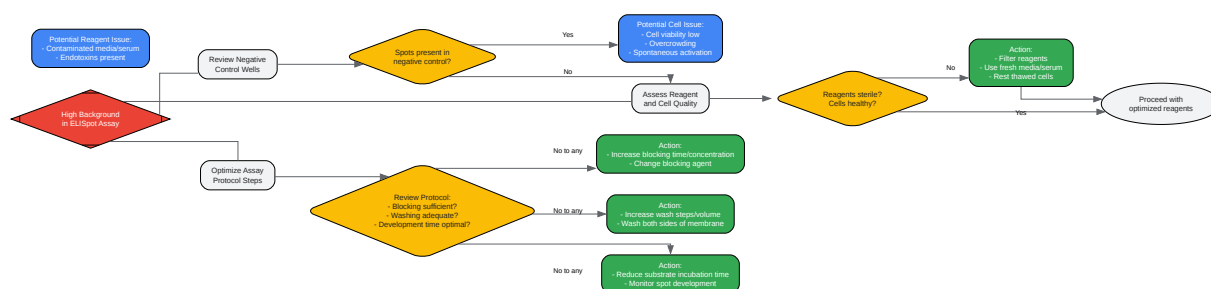 Potential Reagent Issue:
- Contaminated media/serum
- Endotoxins present
High Background
in ELISpot Assay
Review Negative
Control Wells
Spots present in
negative control?
Yes
No
Potential Cell Issue:
- Cell viability low
- Overcrowding
- Spontaneous activation
Assess Reagent
and Cell Quality
Reagents sterile?
Cells healthy?
No
Yes
Action:
- Filter reagents
- Use fresh media/serum
- Rest thawed cells
Proceed with
optimized reagents
Optimize Assay
Protocol Steps
Review Protocol:
- Blocking sufficient?
- Washing adequate?
- Development time optimal?
No to any
Action:
- Increase blocking time/concentration
- Change blocking agent
No to any
Action:
- Increase wash steps/volume
- Wash both sides of membrane
No to any
Action:
- Reduce substrate incubation time
- Monitor spot development